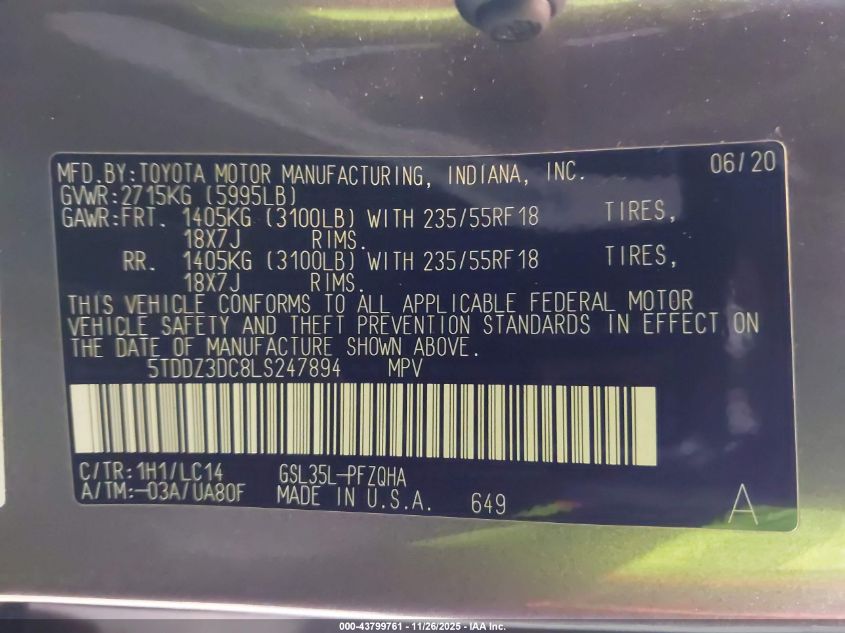 MFD.BY:TOYOTA MOTOR MANUFACTURING, INDIANA, INC. 06/20
GVWR:2715KG (5995LB)
GAWR:FRT. 1405KG (3100LB) WITH 235/55RF18 TIRES,
18X7J RIMS.
RR. 1405KG (3100LB) WITH 235/55RF18 TIRES,
18X7J RIMS.
THIS VEHICLE CONFORMS TO ALL APPLICABLE FEDERAL MOTOR
VEHICLE SAFETY AND THEFT PREVENTION STANDARDS IN EFFECT ON
THE DATE OF MANUFACTURE SHOWN ABOVE.
5TDDZ3DC8LS247894 MPV
C/TR:1H1/LC14 GSL35L-PFZQHA
A/TM:-03A/UA80F MADE IN U.S.A. 649 A
000-43799761 - 11/26/2025 - IAA Inc.